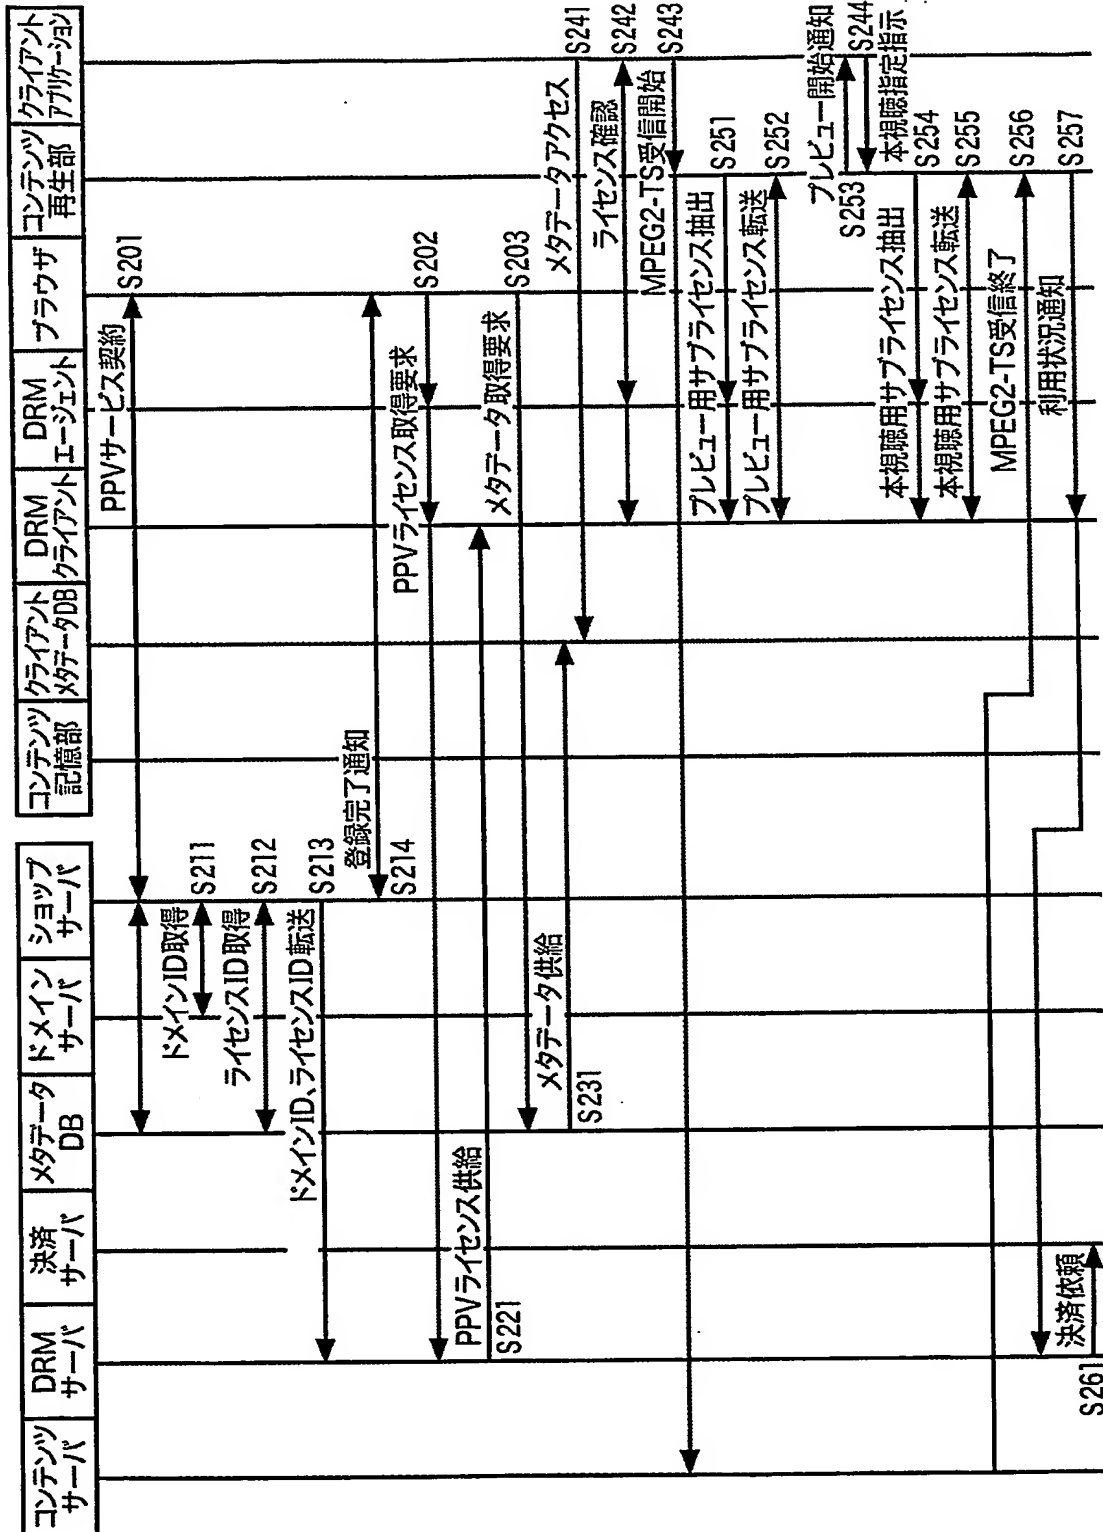 コンテンツ
サーバ
DRM
サーバ
決済
サーバ
メタデータ
DB
ドメイン
サーバ
ショップ
サーバ
コンテンツ
記憶部
クライアント
メタデータDB
DRM
クライアント
DRM
エージェント
ブラウザ
コンテンツ
再生部
クライアント
アプリケーション
PPVサービス契約
S201
ドメインID取得
S211
ライセンスID取得
S212
ドメインID、ライセンスID転送
S213
登録完了通知
S214
PPVライセンス取得要求
S202
PPVライセンス供給
S221
メタデータ取得要求
S203
メタデータ供給
S231
メタデータアクセス
S241
ライセンス確認
S242
MPEG2-TS受信開始
S243
プレビュー用サブライセンス抽出
S251
プレビュー用サブライセンス転送
S252
プレビュー開始通知
S253
S244
本視聴指定指示
本視聴用サブライセンス抽出
S254
本視聴用サブライセンス転送
S255
MPEG2-TS受信終了
S256
利用状況通知
S257
決済依頼
S261